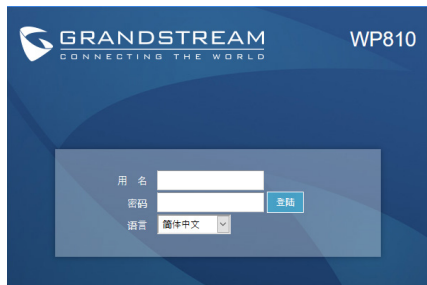 GRANDSTREAM
CONNECTING THE WORLD
WP810
用 名
密码
登陆
语言
简体中文